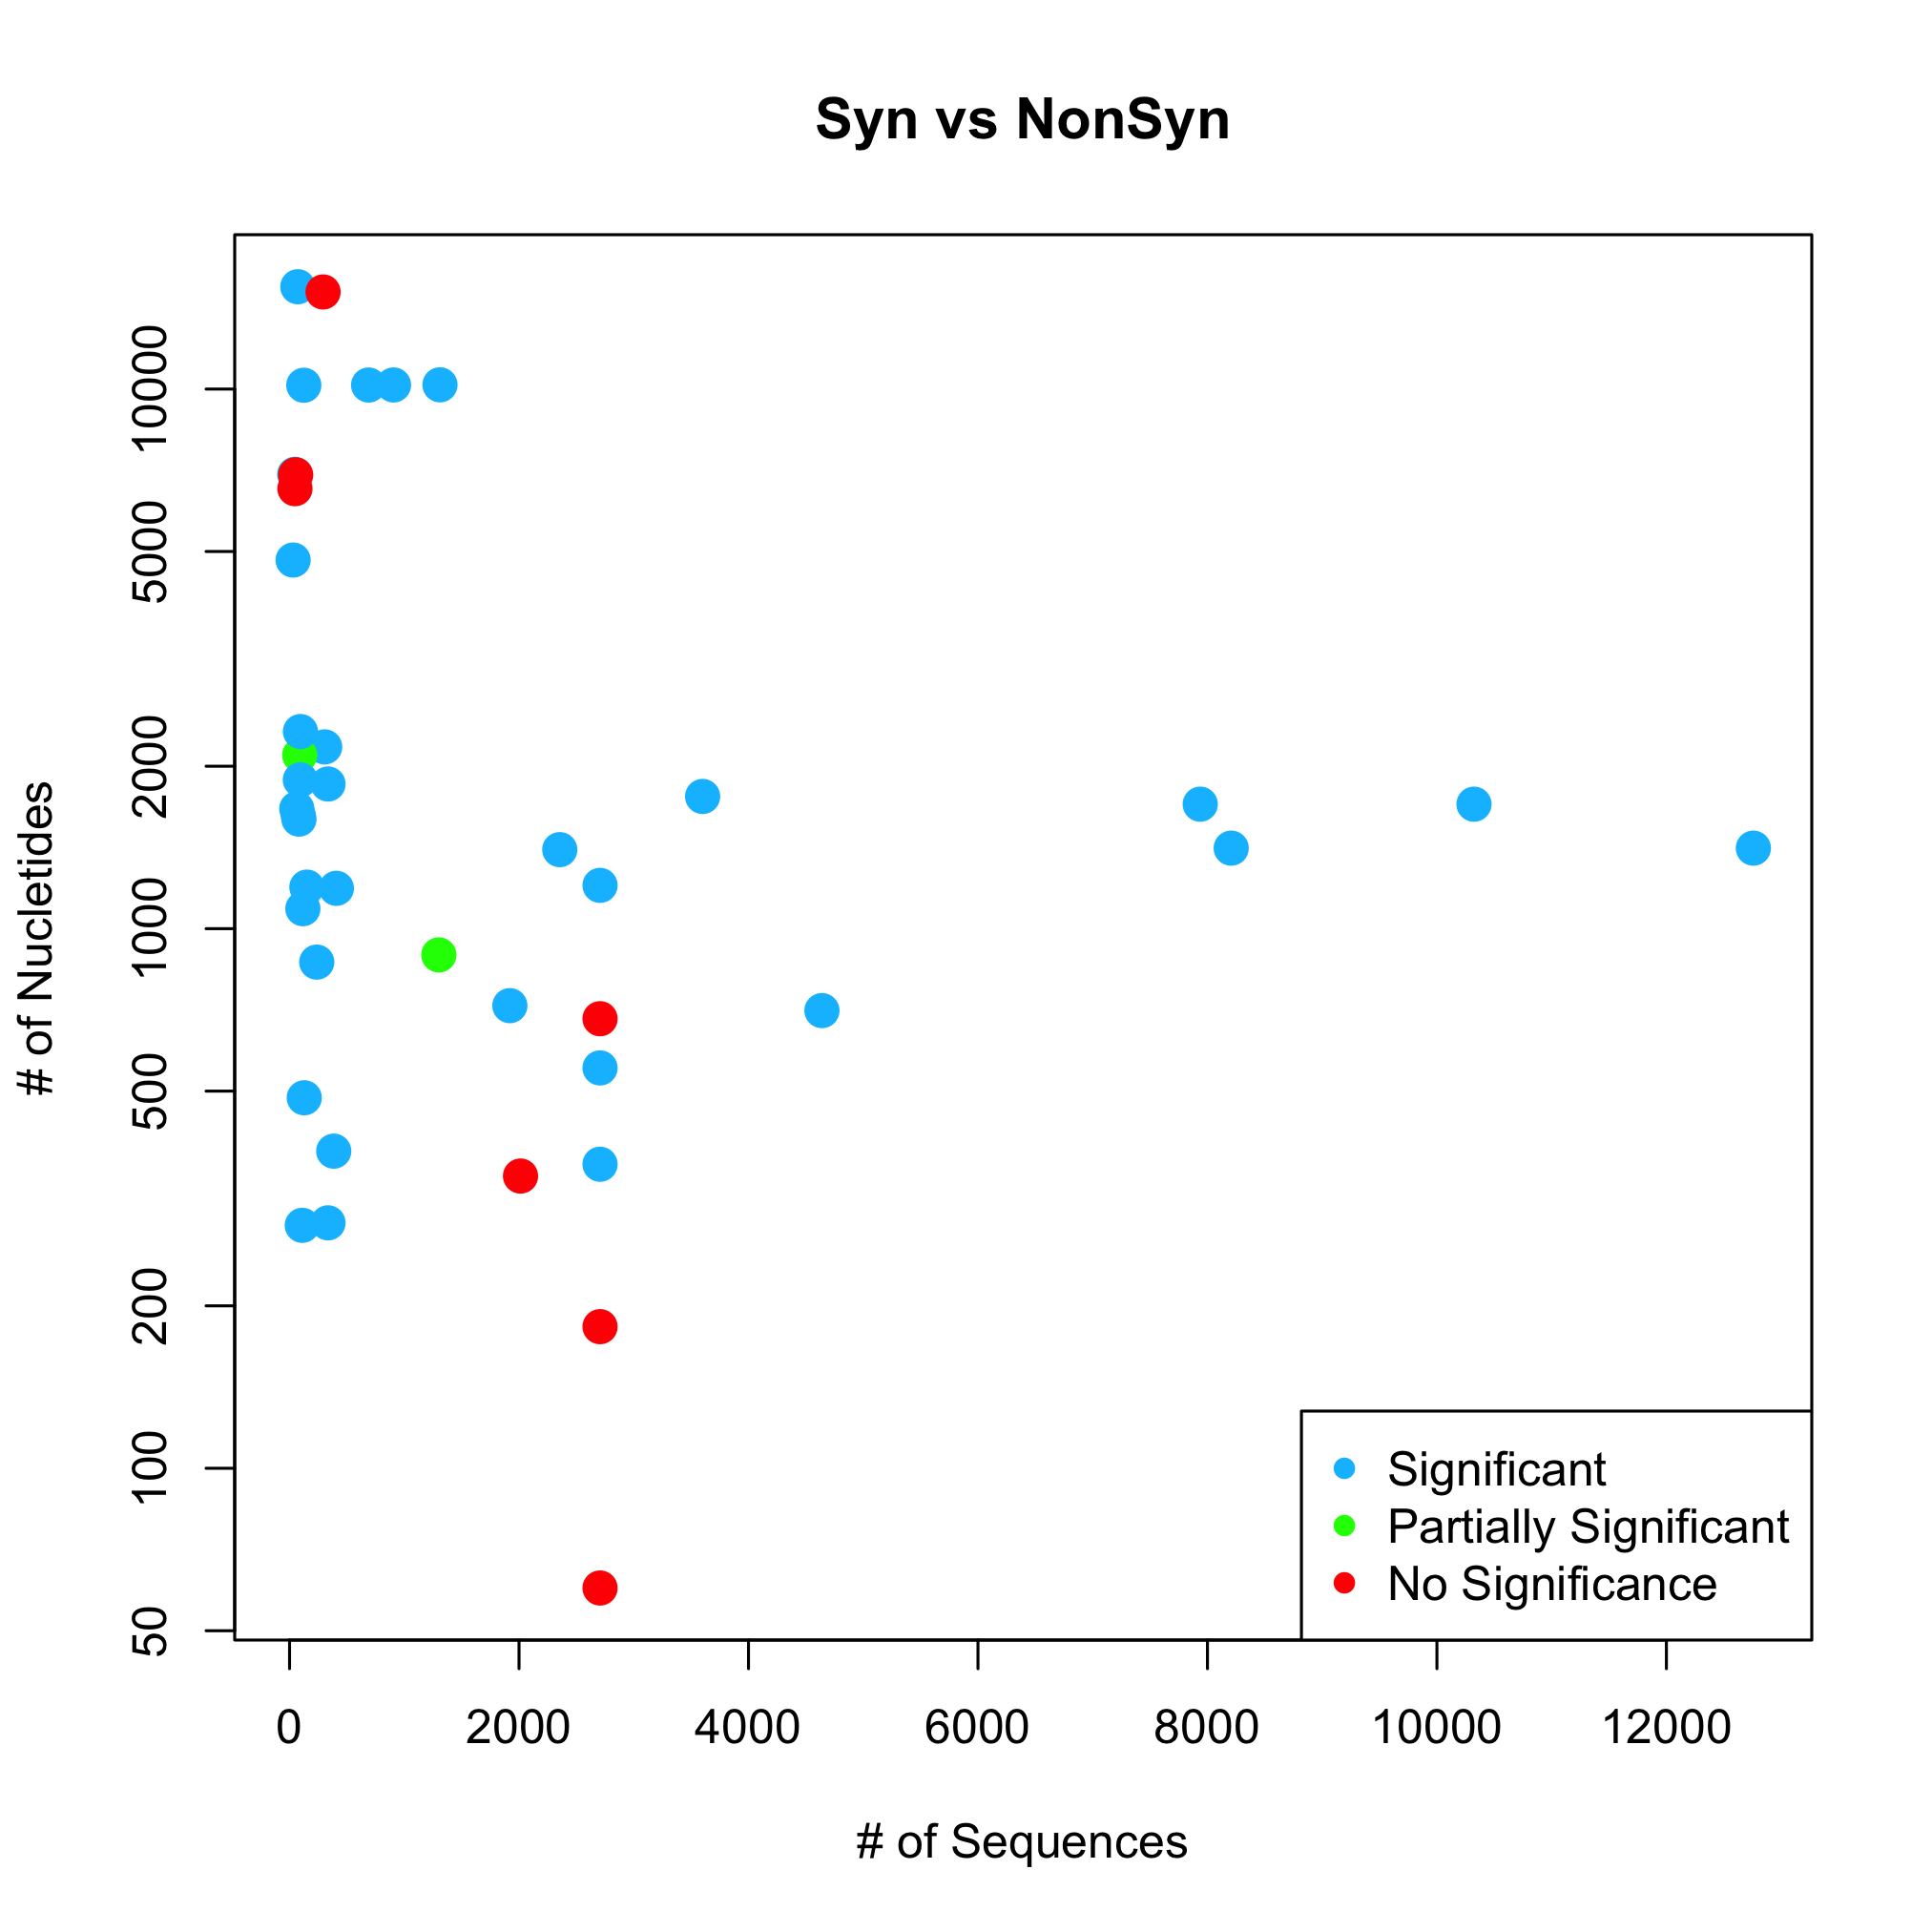 Syn vs NonSyn
# of Nucletides
10000
5000
2000
1000
500
200
100
50
Significant
Partially Significant
No Significance
0 2000 4000 6000 8000 10000 12000
# of Sequences